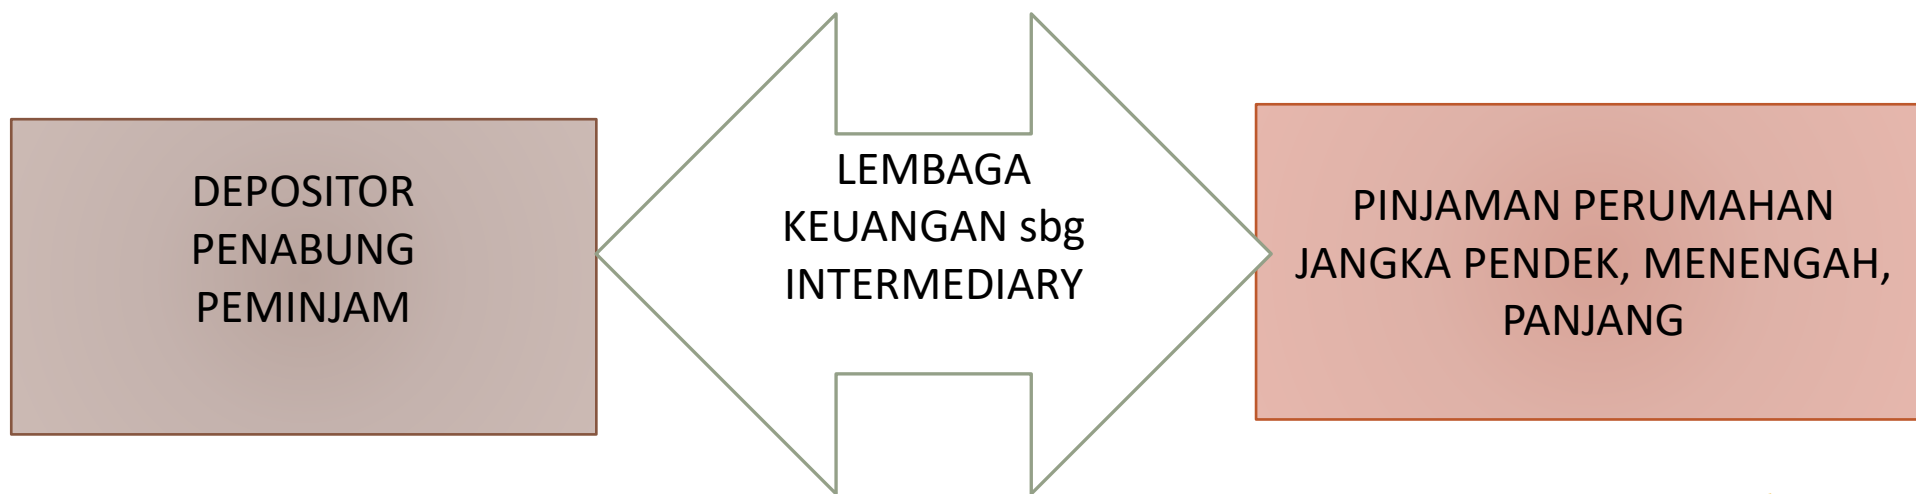 DEPOSITOR
PENABUNG
PEMINJAM
LEMBAGA
KEUANGAN sbg
INTERMEDIARY
PINJAMAN PERUMAHAN
JANGKA PENDEK, MENENGAH,
PANJANG